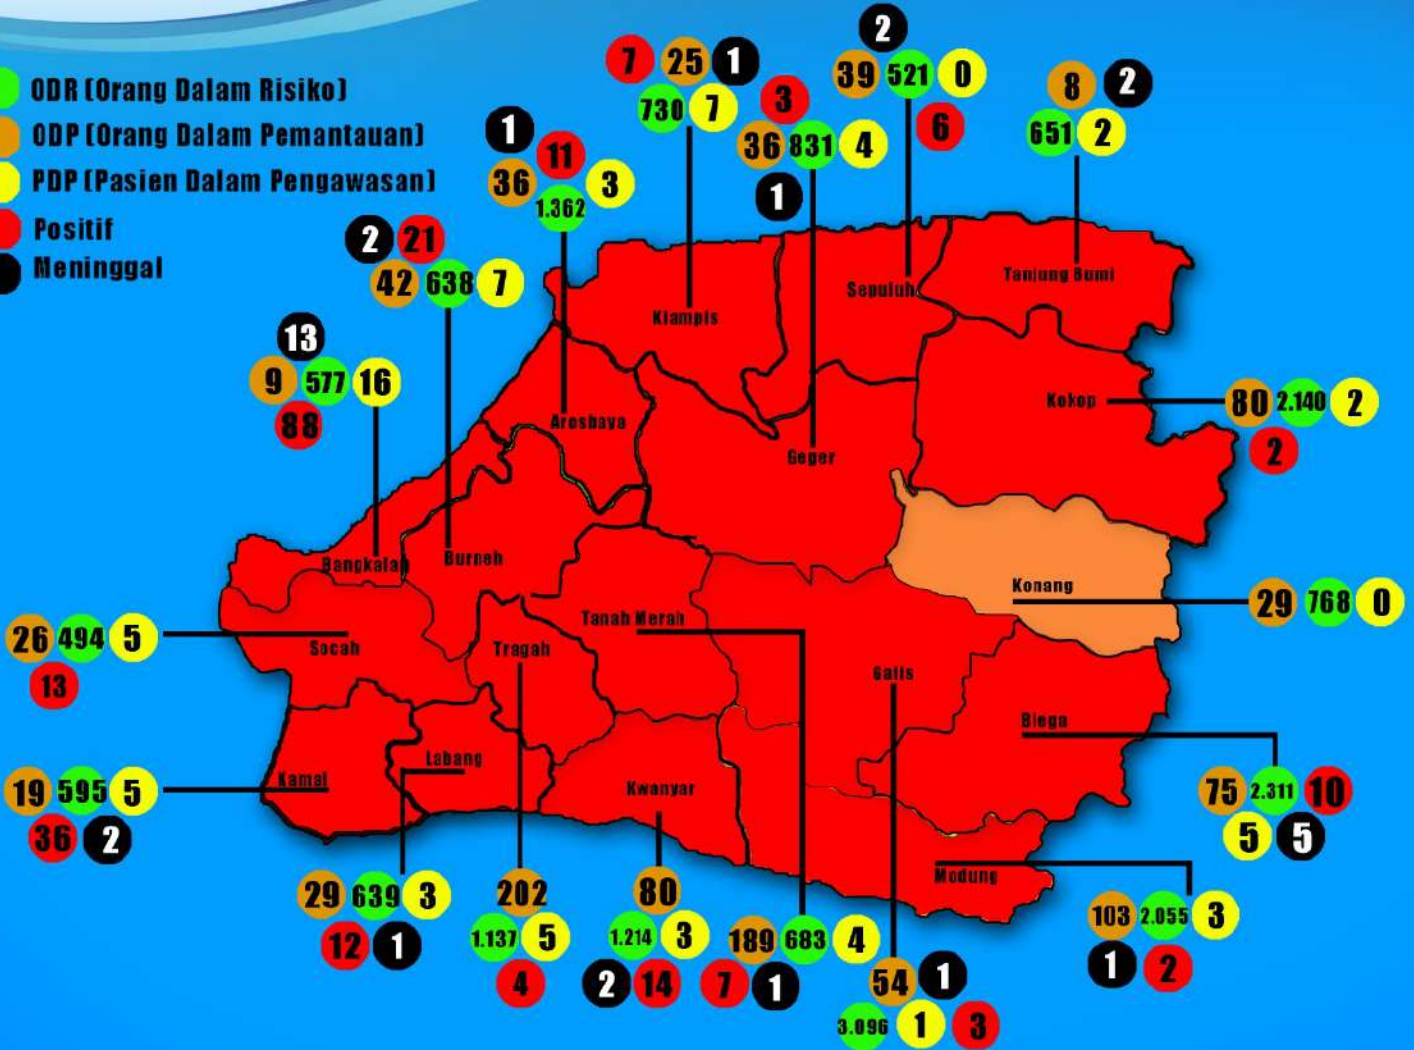 ODR (Orang Dalam Risiko)
ODP (Orang Dalam Pemantauan)
PDP (Pasien Dalam Pengawasan)
Positif
Meninggal
7 25 1
730 7
Klampis
3
36 831 4
1
Geger
2
39 521 0
6
Sepuluh
8 2
651 2
Tanjung Bumi
1 11
36 3
1.362
Arosbaya
2 21
42 638 7
Burneh
13
9 577 16
88
Bangkalan
Kokop
80 2.140 2
2
Konang
29 768 0
26 494 5
13
Socah
Tanah Merah
Tragah
Galis
Blega
75 2.311 10
5 5
19 595 5
36 2
Kamal
Labang
Kwanyar
Modung
103 2.055 3
1 2
29 639 3
12 1
202
1.137 5
4
80
1.214 3
2 14
189 683 4
7 1
54 1
3.096 1 3